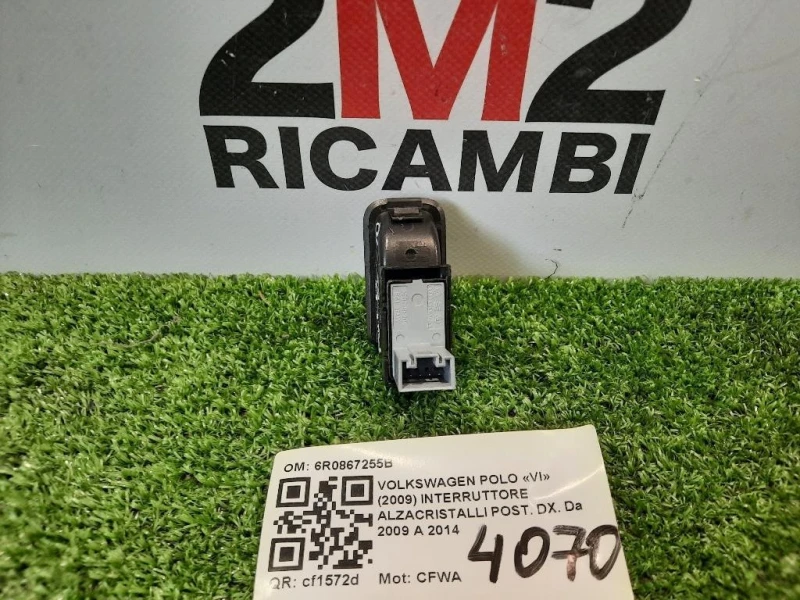 2M2
RICAMBI
OM: 6R0867255B
VOLKSWAGEN POLO «VI»
(2009) INTERRUTTORE
ALZACRISTALLI POST. DX. Da
2009 A 2014
4070
QR: cf1572d Mot: CFWA